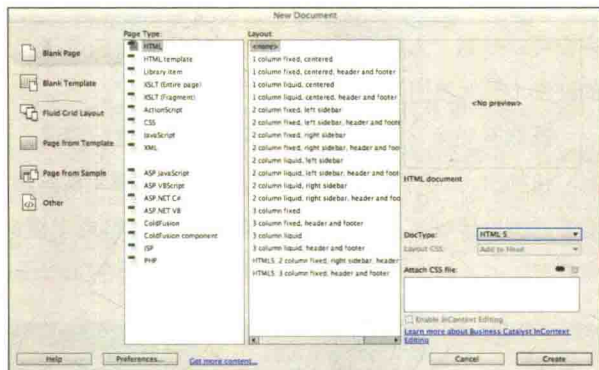 New Document
Blank Page
Blank Template
Fluid Grid Layout
Page from Template
Page from Sample
Other
Page Type:
HTML
HTML template
Library item
XSLT (Entire page)
XSLT (Fragment)
ActionScript
CSS
JavaScript
XML
ASP JavaScript
ASP VBScript
ASP.NET C#
ASP.NET VB
ColdFusion
ColdFusion component
JSP
PHP
Layout:
<none>
1 column fixed, centered
1 column fixed, centered, header and footer
1 column liquid, centered
1 column liquid, centered, header and footer
2 column fixed, left sidebar
2 column fixed, left sidebar, header and foote
2 column fixed, right sidebar
2 column fixed, right sidebar, header and foo
2 column liquid, left sidebar
2 column liquid, left sidebar, header and foot
2 column liquid, right sidebar
2 column liquid, right sidebar, header and foo
3 column fixed
3 column fixed, header and footer
3 column liquid
3 column liquid, header and footer
HTML5: 2 column fixed, right sidebar, header
HTML5: 3 column fixed, header and footer
<No preview>
HTML document
DocType: HTML 5
Layout CSS: Add to Head
Attach CSS file:
Enable InContext Editing
Learn more about Business Catalyst InContext
Editing
Help
Preferences...
Get more content...
Cancel
Create